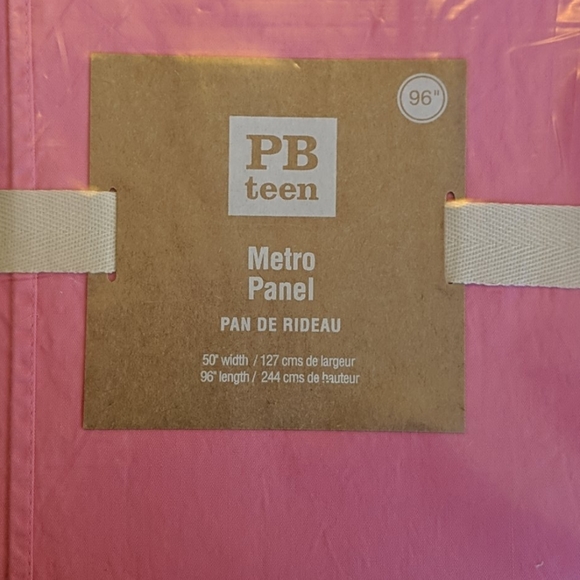 96"
PB
teen
Metro
Panel
PAN DE RIDEAU
50" width / 127 cms de largeur
96" length / 244 cms de hauteur